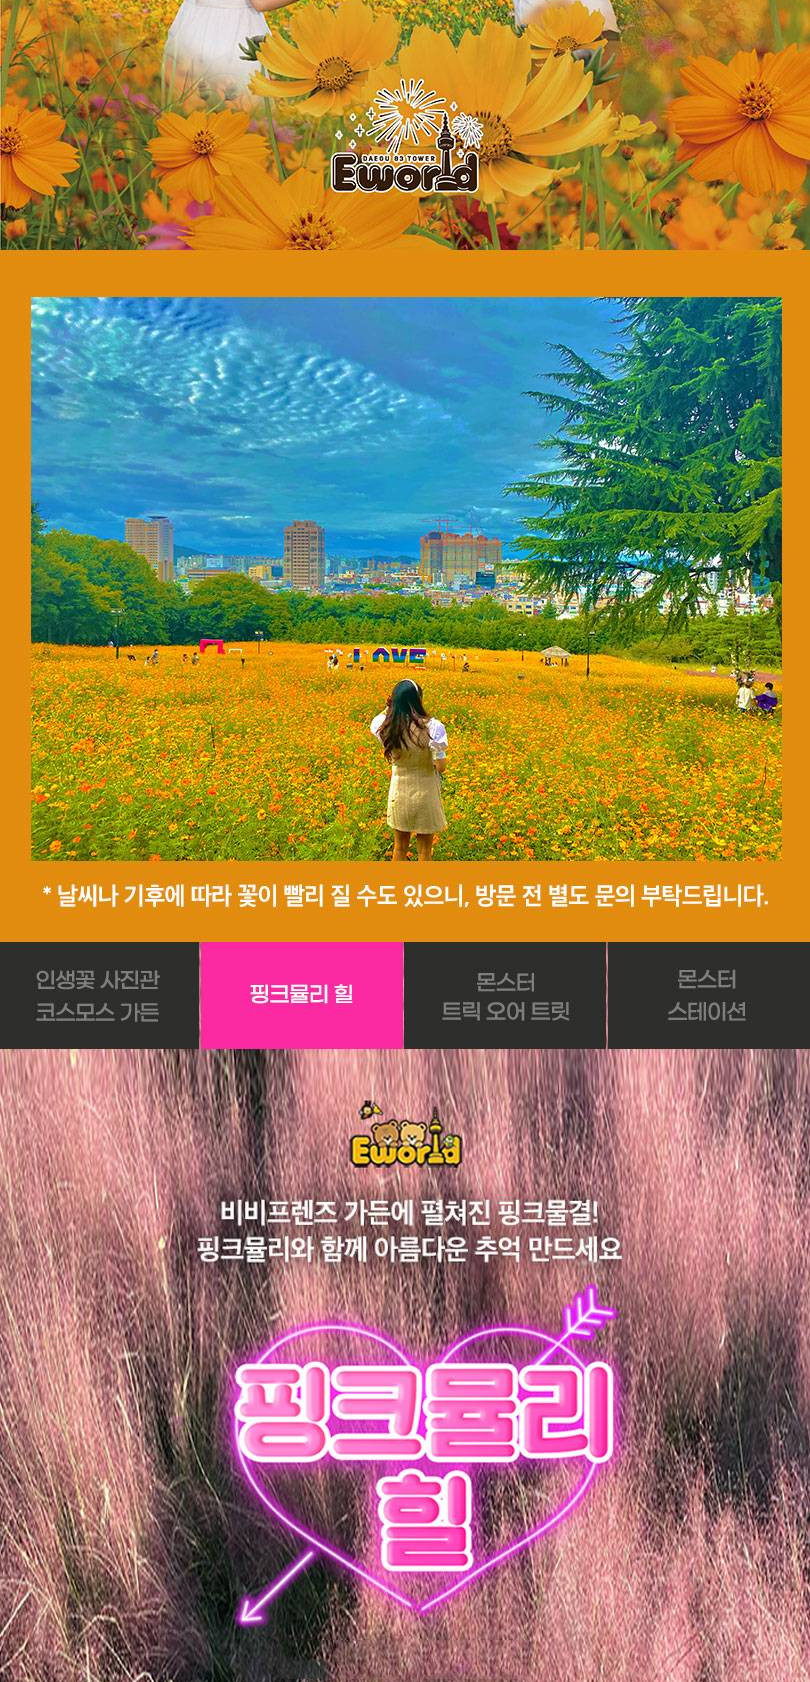 DAEGU 83 TOWER
Eworld
LOVE
* 날씨나 기후에 따라 꽃이 빨리 질 수도 있으니, 방문 전 별도 문의 부탁드립니다.
인생꽃 사진관
코스모스 가든
핑크뮬리 힐
몬스터
트릭 오어 트릿
몬스터
스테이션
Eworld
비비프렌즈 가든에 펼쳐진 핑크물결!
핑크뮬리와 함께 아름다운 추억 만드세요
핑크뮬리
힐